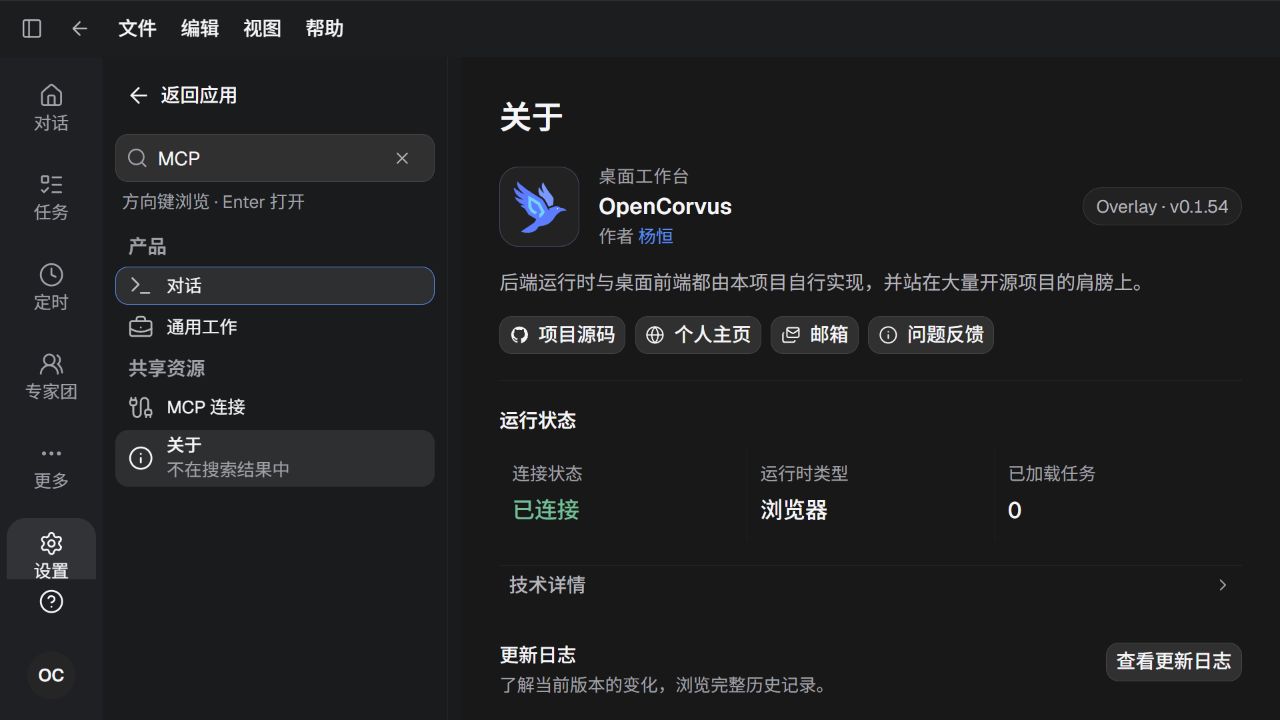 文件 编辑 视图 帮助
对话
任务
定时
专家团
更多
设置
OC
返回应用
MCP
方向键浏览 · Enter 打开
产品
对话
通用工作
共享资源
MCP 连接
关于
不在搜索结果中
关于
桌面工作台
OpenCorvus
作者 杨恒
Overlay · v0.1.54
后端运行时与桌面前端都由本项目自行实现，并站在大量开源项目的肩膀上。
项目源码 个人主页 邮箱 问题反馈
运行状态
连接状态 运行时类型 已加载任务
已连接 浏览器 0
技术详情
更新日志
了解当前版本的变化，浏览完整历史记录。
查看更新日志